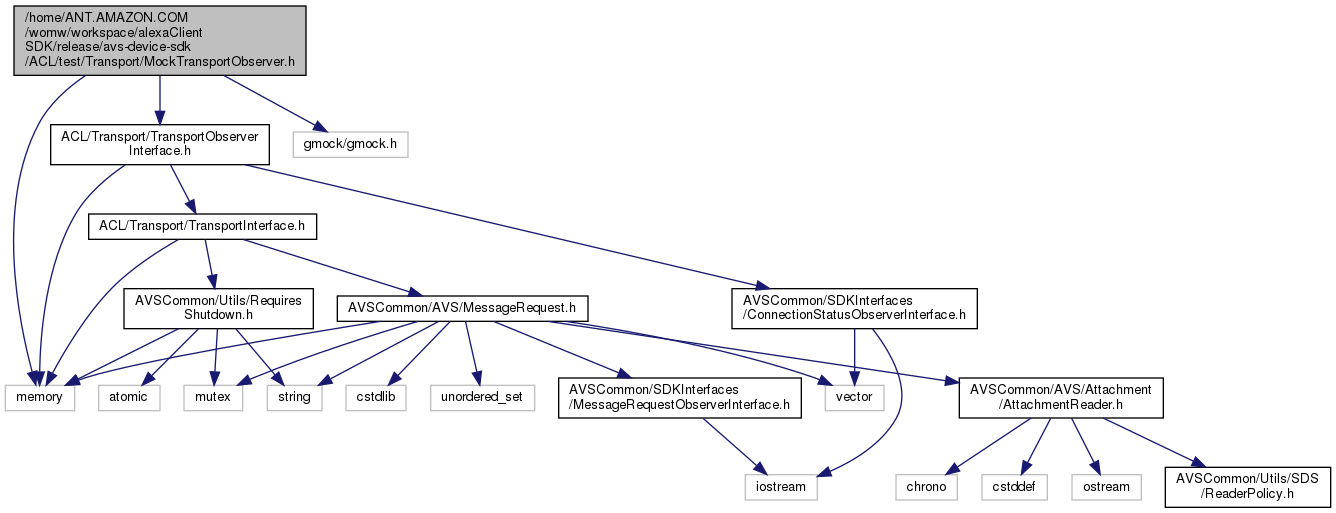 /home/ANT.AMAZON.COM
/womw/workspace/alexaClient
SDK/release/avs-device-sdk
/ACL/test/Transport/MockTransportObserver.h
ACL/Transport/TransportObserver
Interface.h
gmock/gmock.h
ACL/Transport/TransportInterface.h
AVSCommon/Utils/Requires
Shutdown.h
AVSCommon/AVS/MessageRequest.h
AVSCommon/SDKInterfaces
/ConnectionStatusObserverInterface.h
memory
atomic
mutex
string
cstdlib
unordered_set
AVSCommon/SDKInterfaces
/MessageRequestObserverInterface.h
vector
AVSCommon/AVS/Attachment
/AttachmentReader.h
iostream
chrono
cstddef
ostream
AVSCommon/Utils/SDS
/ReaderPolicy.h